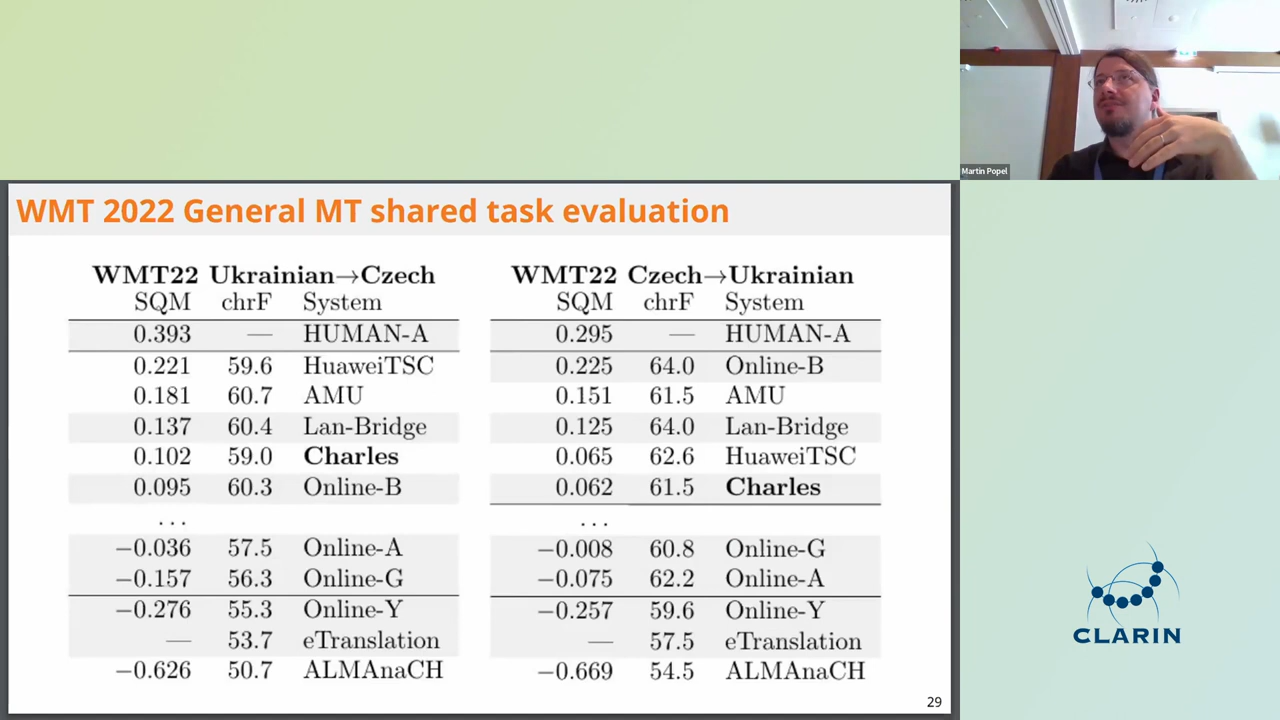 Martin Popel
WMT 2022 General MT shared task evaluation
WMT22 Ukrainian→Czech
SQM chrF System
0.393 — HUMAN-A
0.221 59.6 HuaweiTSC
0.181 60.7 AMU
0.137 60.4 Lan-Bridge
0.102 59.0 Charles
0.095 60.3 Online-B
...
−0.036 57.5 Online-A
−0.157 56.3 Online-G
−0.276 55.3 Online-Y
— 53.7 eTranslation
−0.626 50.7 ALMAnaCH
WMT22 Czech→Ukrainian
SQM chrF System
0.295 — HUMAN-A
0.225 64.0 Online-B
0.151 61.5 AMU
0.125 64.0 Lan-Bridge
0.065 62.6 HuaweiTSC
0.062 61.5 Charles
...
−0.008 60.8 Online-G
−0.075 62.2 Online-A
−0.257 59.6 Online-Y
— 57.5 eTranslation
−0.669 54.5 ALMAnaCH
29
CLARIN